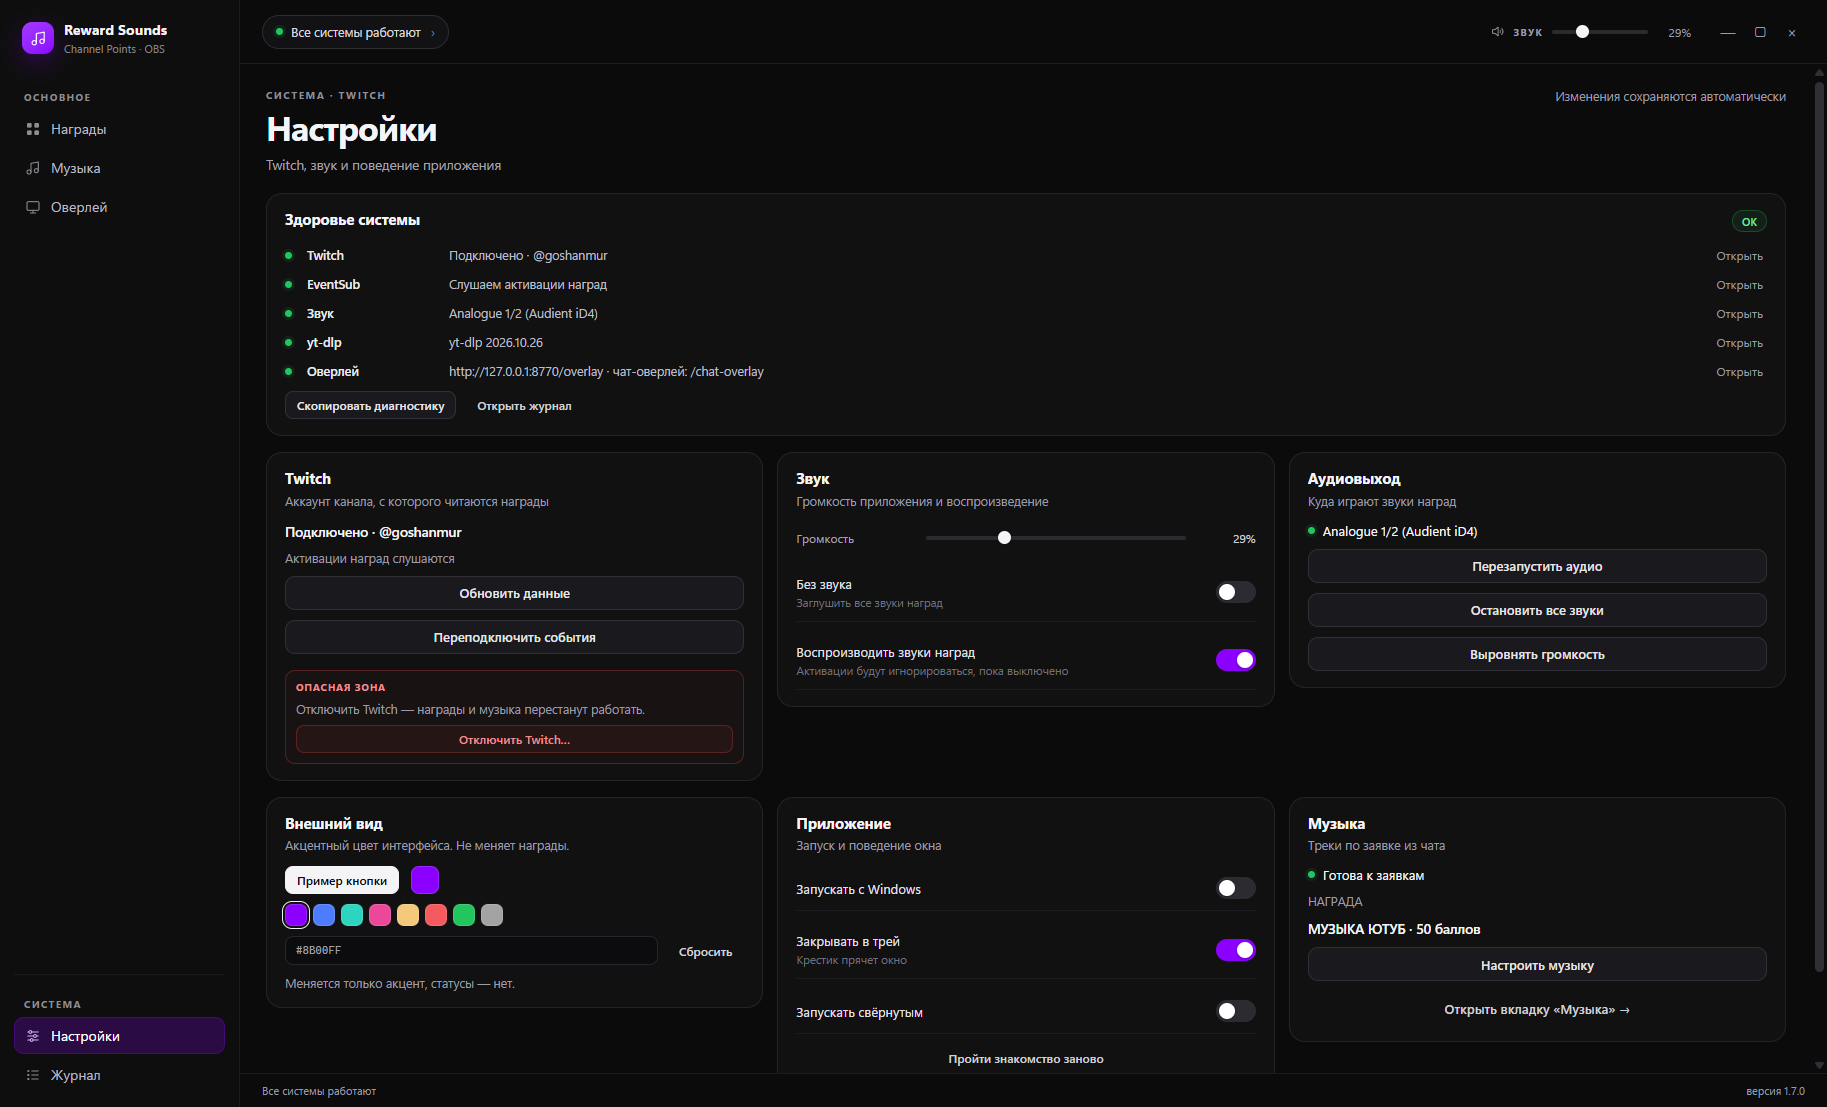 Reward Sounds
Channel Points · OBS
ОСНОВНОЕ
Награды
Музыка
Оверлей
СИСТЕМА
Настройки
Журнал
Все системы работают ›
ЗВУК
29%
СИСТЕМА · TWITCH
Изменения сохраняются автоматически
Настройки
Twitch, звук и поведение приложения
Здоровье системы
OK
Twitch
Подключено · @goshanmur
Открыть
EventSub
Слушаем активации наград
Открыть
Звук
Analogue 1/2 (Audient iD4)
Открыть
yt-dlp
yt-dlp 2026.10.26
Открыть
Оверлей
http://127.0.0.1:8770/overlay · чат-оверлей: /chat-overlay
Открыть
Скопировать диагностику
Открыть журнал
Twitch
Аккаунт канала, с которого читаются награды
Подключено · @goshanmur
Активации наград слушаются
Обновить данные
Переподключить события
ОПАСНАЯ ЗОНА
Отключить Twitch — награды и музыка перестанут работать.
Отключить Twitch...
Звук
Громкость приложения и воспроизведение
Громкость
29%
Без звука
Заглушить все звуки наград
Воспроизводить звуки наград
Активации будут игнорироваться, пока выключено
Аудиовыход
Куда играют звуки наград
Analogue 1/2 (Audient iD4)
Перезапустить аудио
Остановить все звуки
Выровнять громкость
Внешний вид
Акцентный цвет интерфейса. Не меняет награды.
Пример кнопки
#8B00FF
Сбросить
Меняется только акцент, статусы — нет.
Приложение
Запуск и поведение окна
Запускать с Windows
Закрывать в трей
Крестик прячет окно
Запускать свёрнутым
Пройти знакомство заново
Музыка
Треки по заявке из чата
Готова к заявкам
НАГРАДА
МУЗЫКА ЮТУБ · 50 баллов
Настроить музыку
Открыть вкладку «Музыка» →
Все системы работают
версия 1.7.0